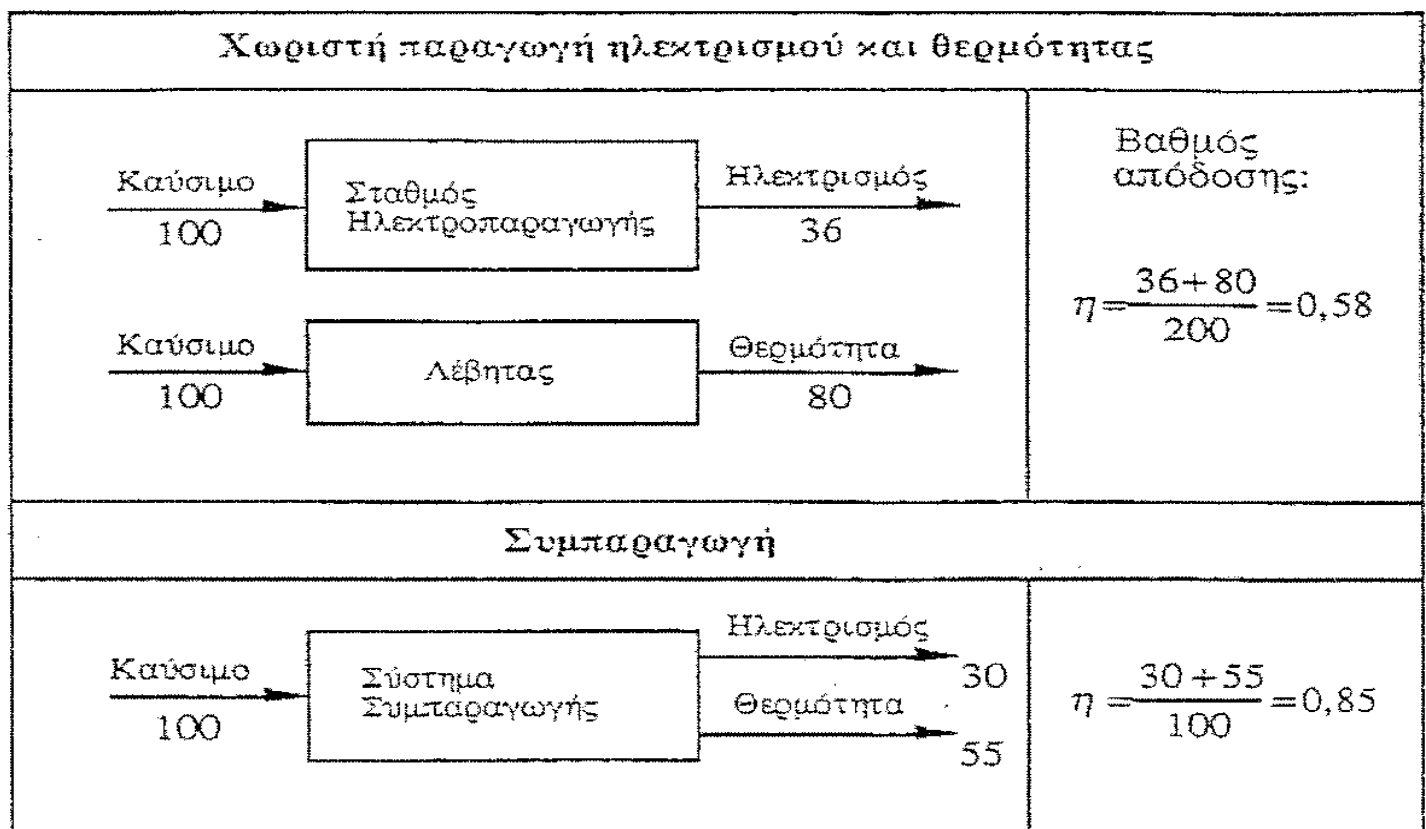 Χωριστή παραγωγή ηλεκτρισμού και θερμότητας
Καύσιμο
100
Σταθμός
Ηλεκτροπαραγωγής
Ηλεκτρισμός
36
Καύσιμο
100
Λέβητας
Θερμότητα
80
Βαθμός
απόδοσης:
η=36+80/200=0,58
Συμπαραγωγή
Καύσιμο
100
Σύστημα
Συμπαραγωγής
Ηλεκτρισμός
30
Θερμότητα
55
η=30+55/100=0,85